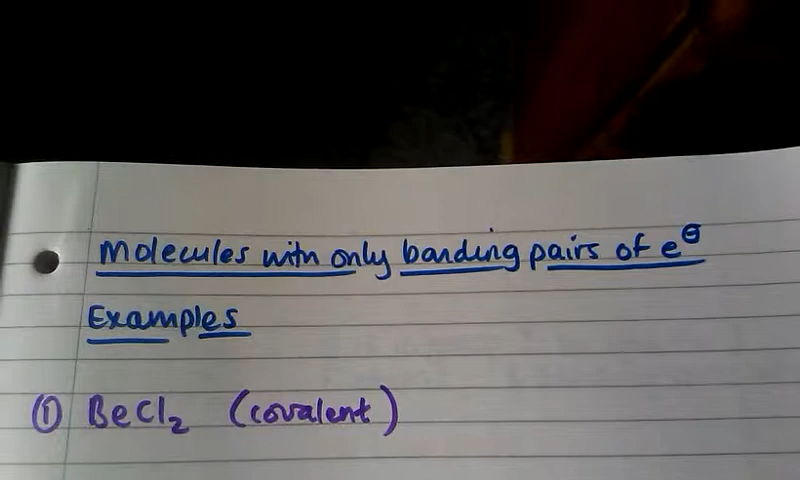 Molecules with only bonding pairs of e⊖
Examples
① BeCl₂ (covalent)